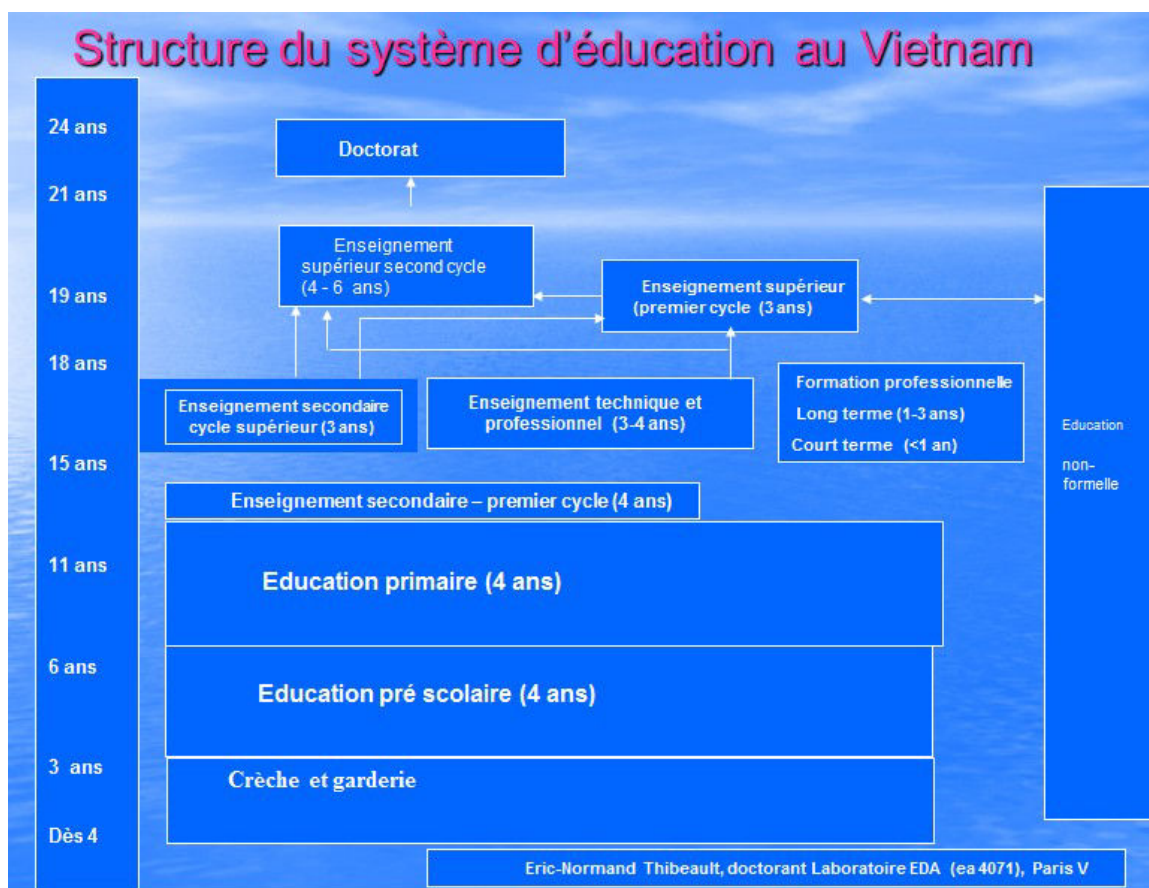 Structure du système d'éducation au Vietnam
24 ans
21 ans
19 ans
18 ans
15 ans
11 ans
6 ans
3 ans
Dès 4
Doctorat
Enseignement
supérieur second cycle
(4 - 6 ans)
Enseignement supérieur
(premier cycle (3 ans)
Enseignement secondaire
cycle supérieur (3 ans)
Enseignement technique et
professionnel (3-4 ans)
Formation professionnelle
Long terme (1-3 ans)
Court terme (<1 an)
Education
non-
formelle
Enseignement secondaire – premier cycle (4 ans)
Education primaire (4 ans)
Education pré scolaire (4 ans)
Crèche et garderie
Eric-Normand Thibeault, doctorant Laboratoire EDA (ea 4071), Paris V